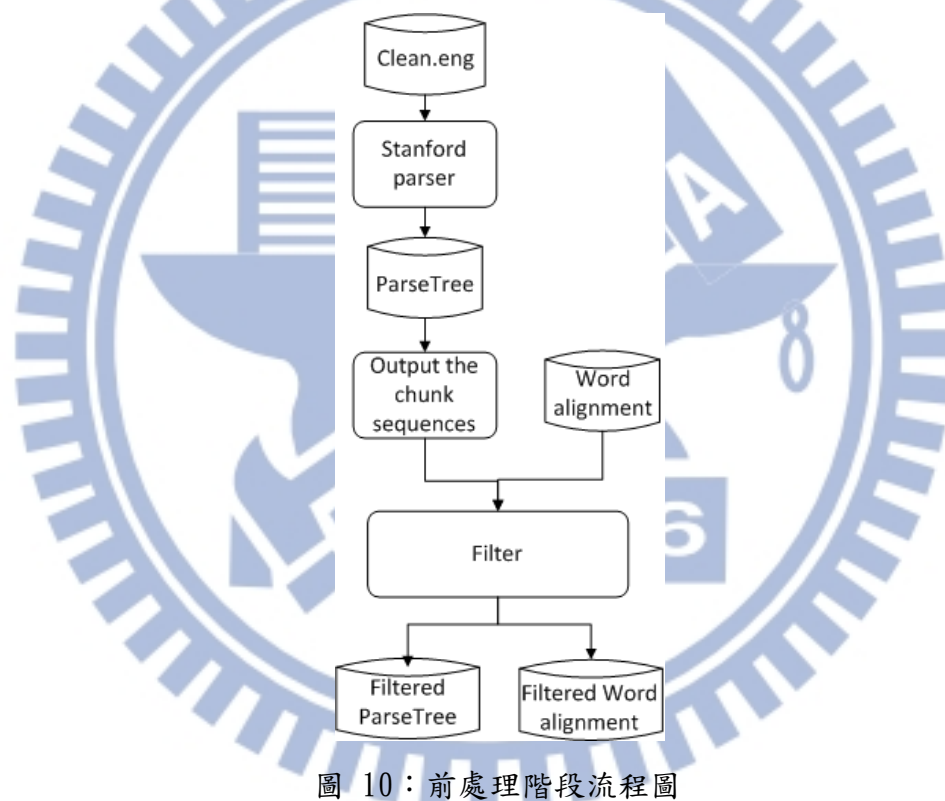 Clean.eng
Stanford
parser
ParseTree
Output the
chunk
sequences
Word
alignment
Filter
Filtered
ParseTree
Filtered Word
alignment
圖 10：前處理階段流程圖